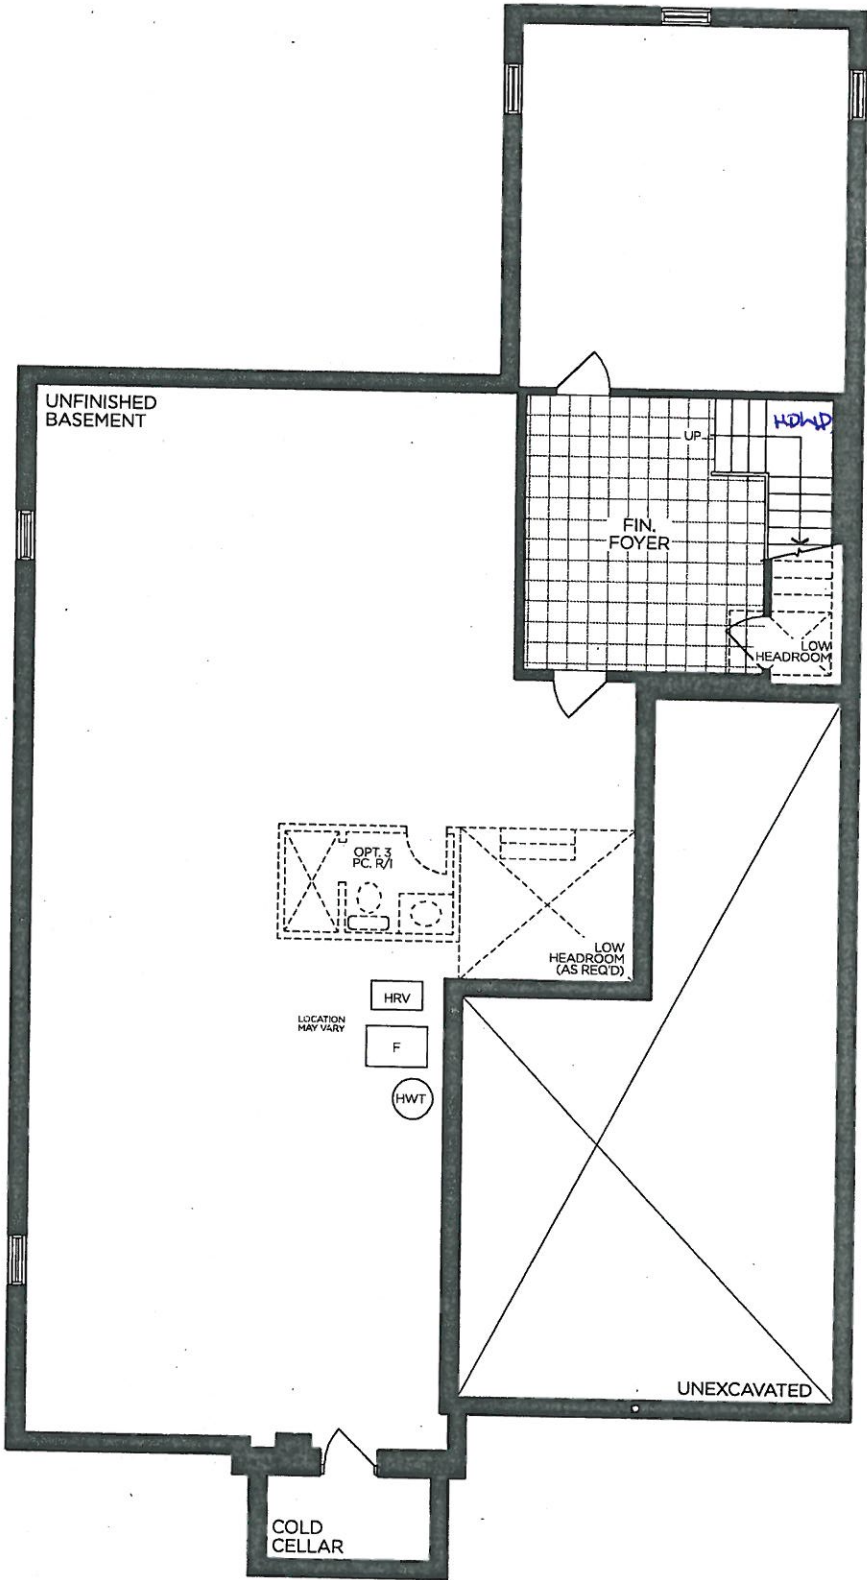 UNFINISHED
BASEMENT
HDWD
UP
FIN.
FOYER
LOW
HEADROOM
OPT. 3
PC. R/I
LOW
HEADROOM
(AS REQ'D)
HRV
LOCATION
MAY VARY
F
HWT
UNEXCAVATED
COLD
CELLAR